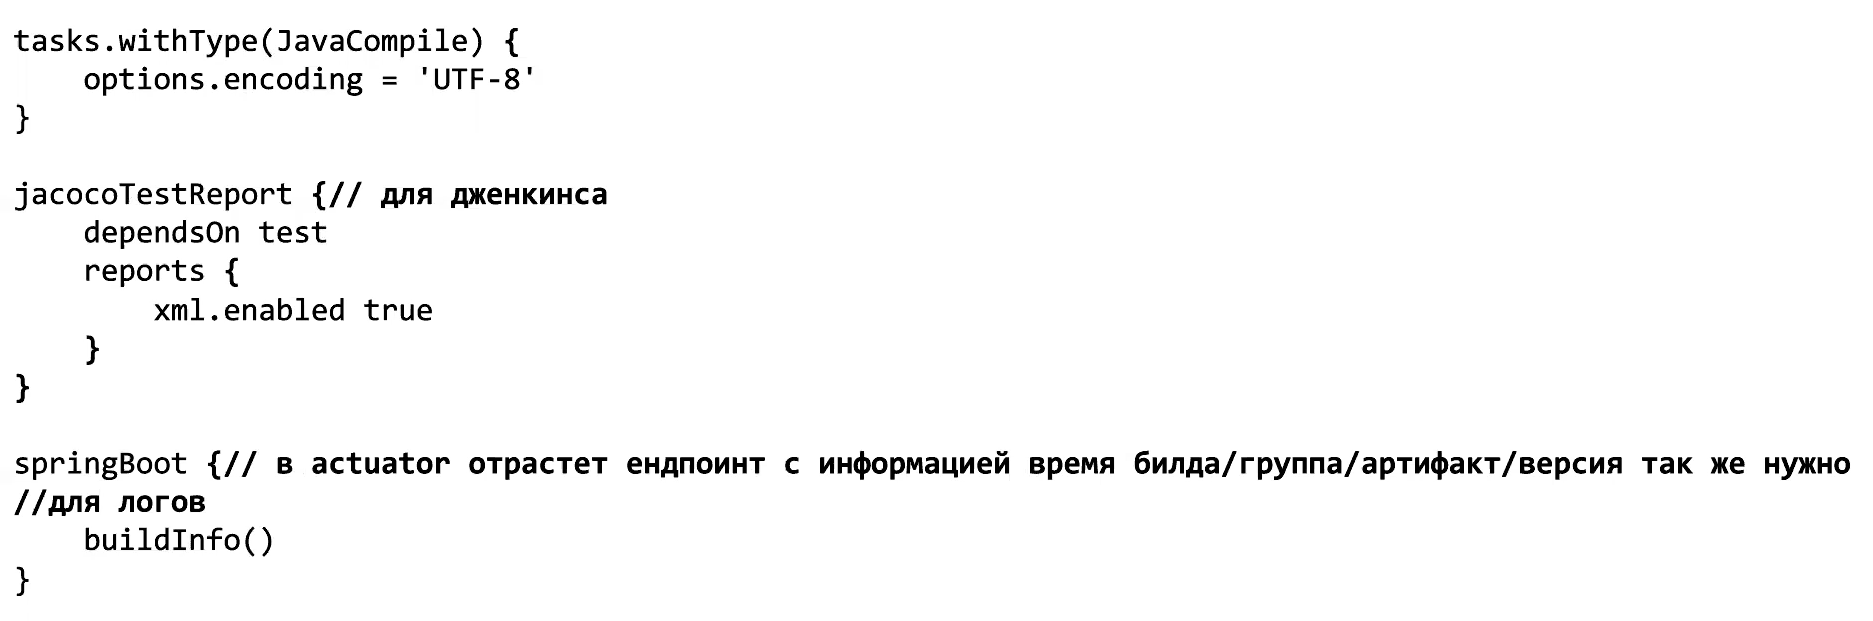 tasks.withType(JavaCompile) {
    options.encoding = 'UTF-8'
}

jacocoTestReport {// для дженкинса
    dependsOn test
    reports {
        xml.enabled true
    }
}

springBoot {// в actuator отрастет ендпоинт с информацией время билда/группа/артифакт/версия так же нужно
//для логов
    buildInfo()
}